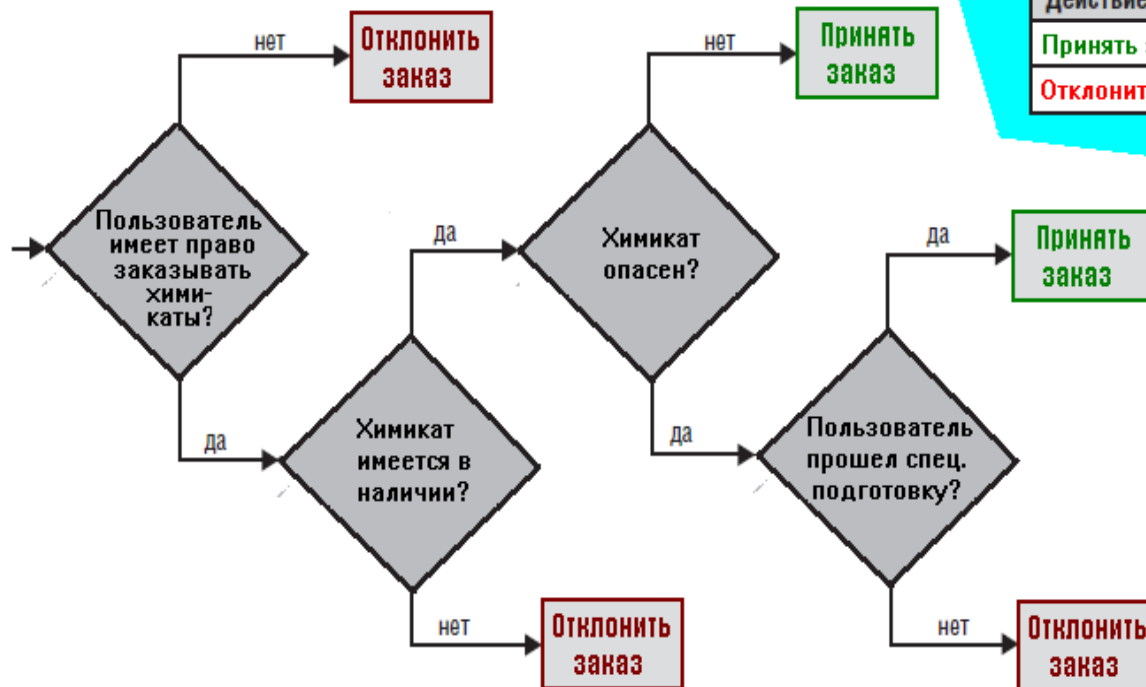 нет
Отклонить
заказ
нет
Принять
заказ
Действие
Принять
Отклонит
Пользователь
имеет право
заказывать
хими-
каты?
да
Химикат
опасен?
да
Принять
заказ
да
Химикат
имеется в
наличии?
да
Пользователь
прошел спец.
подготовку?
нет
Отклонить
заказ
нет
Отклонить
заказ